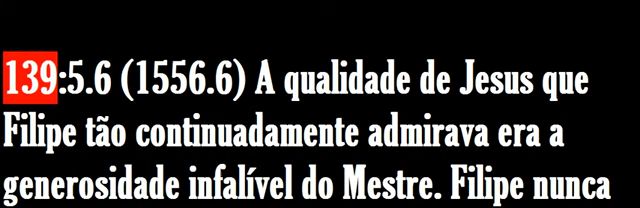 139:5.6 (1556.6) A qualidade de Jesus que
Filipe tão continuadamente admirava era a
generosidade infalível do Mestre. Filipe nunca